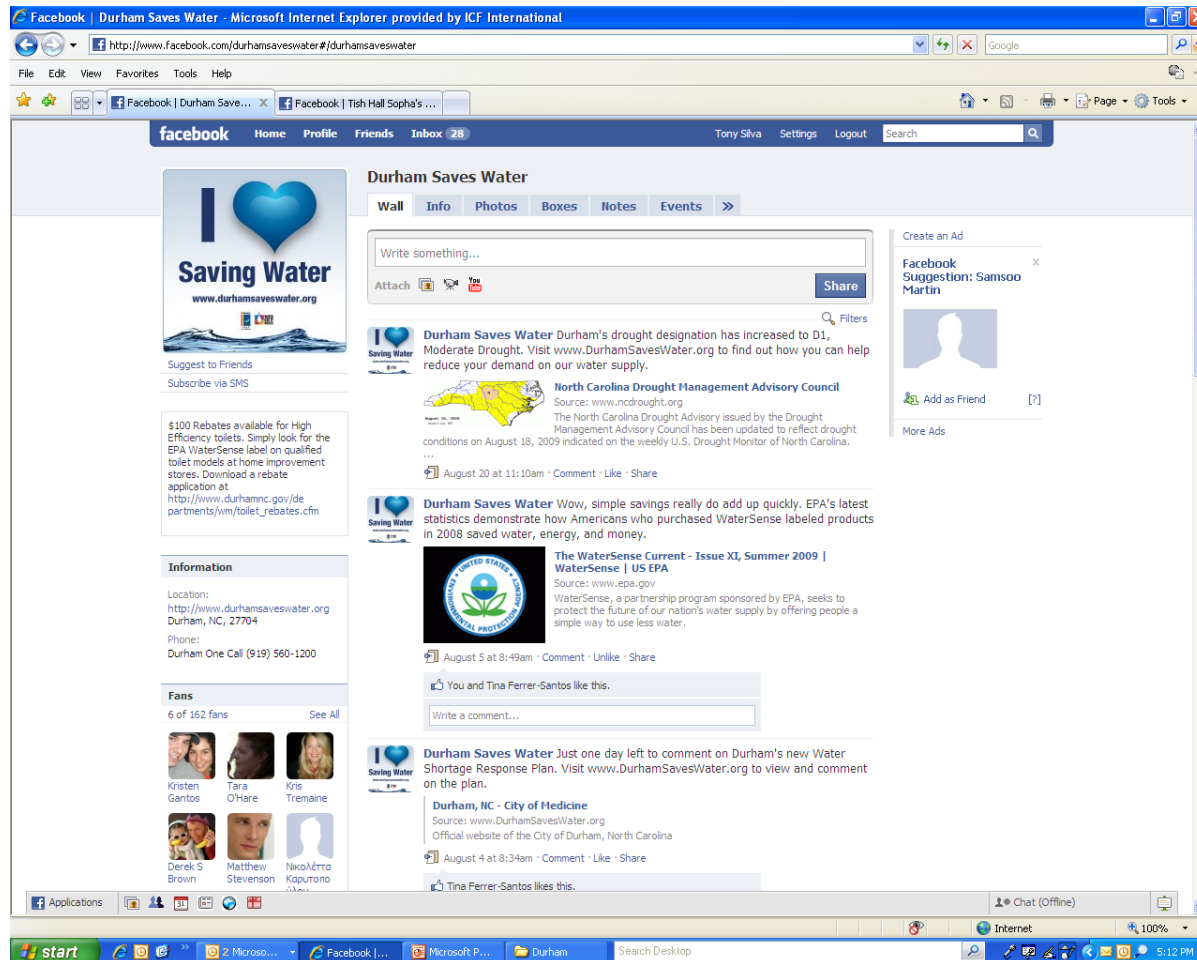 Facebook | Durham Saves Water - Microsoft Internet Explorer provided by ICF International
http://www.facebook.com/durhamsaveswater#/durhamsaveswater
Google
File Edit View Favorites Tools Help
Facebook | Durham Save... X
Facebook | Tish Hall Sopha's ...
Page Tools
facebook Home Profile Friends Inbox 28 Tony Silva Settings Logout Search
I
Saving Water
www.durhamsaveswater.org
Suggest to Friends
Subscribe via SMS
$100 Rebates available for High
Efficiency toilets. Simply look for the
EPA WaterSense label on qualified
toilet models at home improvement
stores. Download a rebate
application at
http://www.durhamnc.gov/de
partments/wm/toilet_rebates.cfm
Information
Location:
http://www.durhamsaveswater.org
Durham, NC, 27704
Phone:
Durham One Call (919) 560-1200
Fans
6 of 162 fans See All
Kristen Gantos
Tara O'Hare
Kris Tremaine
Derek S Brown
Matthew Stevenson
Νικολέττα Καρυτοπο
Durham Saves Water
Wall Info Photos Boxes Notes Events »
Write something...
Attach You Tube Share
Filters
Saving Water
Durham Saves Water Durham's drought designation has increased to D1,
Moderate Drought. Visit www.DurhamSavesWater.org to find out how you can help
reduce your demand on our water supply.
August 18, 2009
North Carolina Drought Management Advisory Council
Source: www.ncdrought.org
The North Carolina Drought Advisory issued by the Drought
Management Advisory Council has been updated to reflect drought
conditions on August 18, 2009 indicated on the weekly U.S. Drought Monitor of North Carolina.
...
August 20 at 11:10am · Comment · Like · Share
Saving Water
Durham Saves Water Wow, simple savings really do add up quickly. EPA's latest
statistics demonstrate how Americans who purchased WaterSense labeled products
in 2008 saved water, energy, and money.
UNITED STATES ENVIRONMENTAL PROTECTION AGENCY
The WaterSense Current - Issue XI, Summer 2009 |
WaterSense | US EPA
Source: www.epa.gov
WaterSense, a partnership program sponsored by EPA, seeks to
protect the future of our nation's water supply by offering people a
simple way to use less water.
August 5 at 8:49am · Comment · Unlike · Share
You and Tina Ferrer-Santos like this.
Write a comment...
Saving Water
Durham Saves Water Just one day left to comment on Durham's new Water
Shortage Response Plan. Visit www.DurhamSavesWater.org to view and comment
on the plan.
Durham, NC - City of Medicine
Source: www.DurhamSavesWater.org
Official website of the City of Durham, North Carolina
August 4 at 8:34am · Comment · Like · Share
Tina Ferrer-Santos likes this.
Create an Ad
Facebook x
Suggestion: Samsoo
Martin
Add as Friend [?]
More Ads
Applications 31 Chat (Offline)
Internet 100%
start 2 Microso... Facebook |... Microsoft P... Durham Search Desktop 5:12 PM